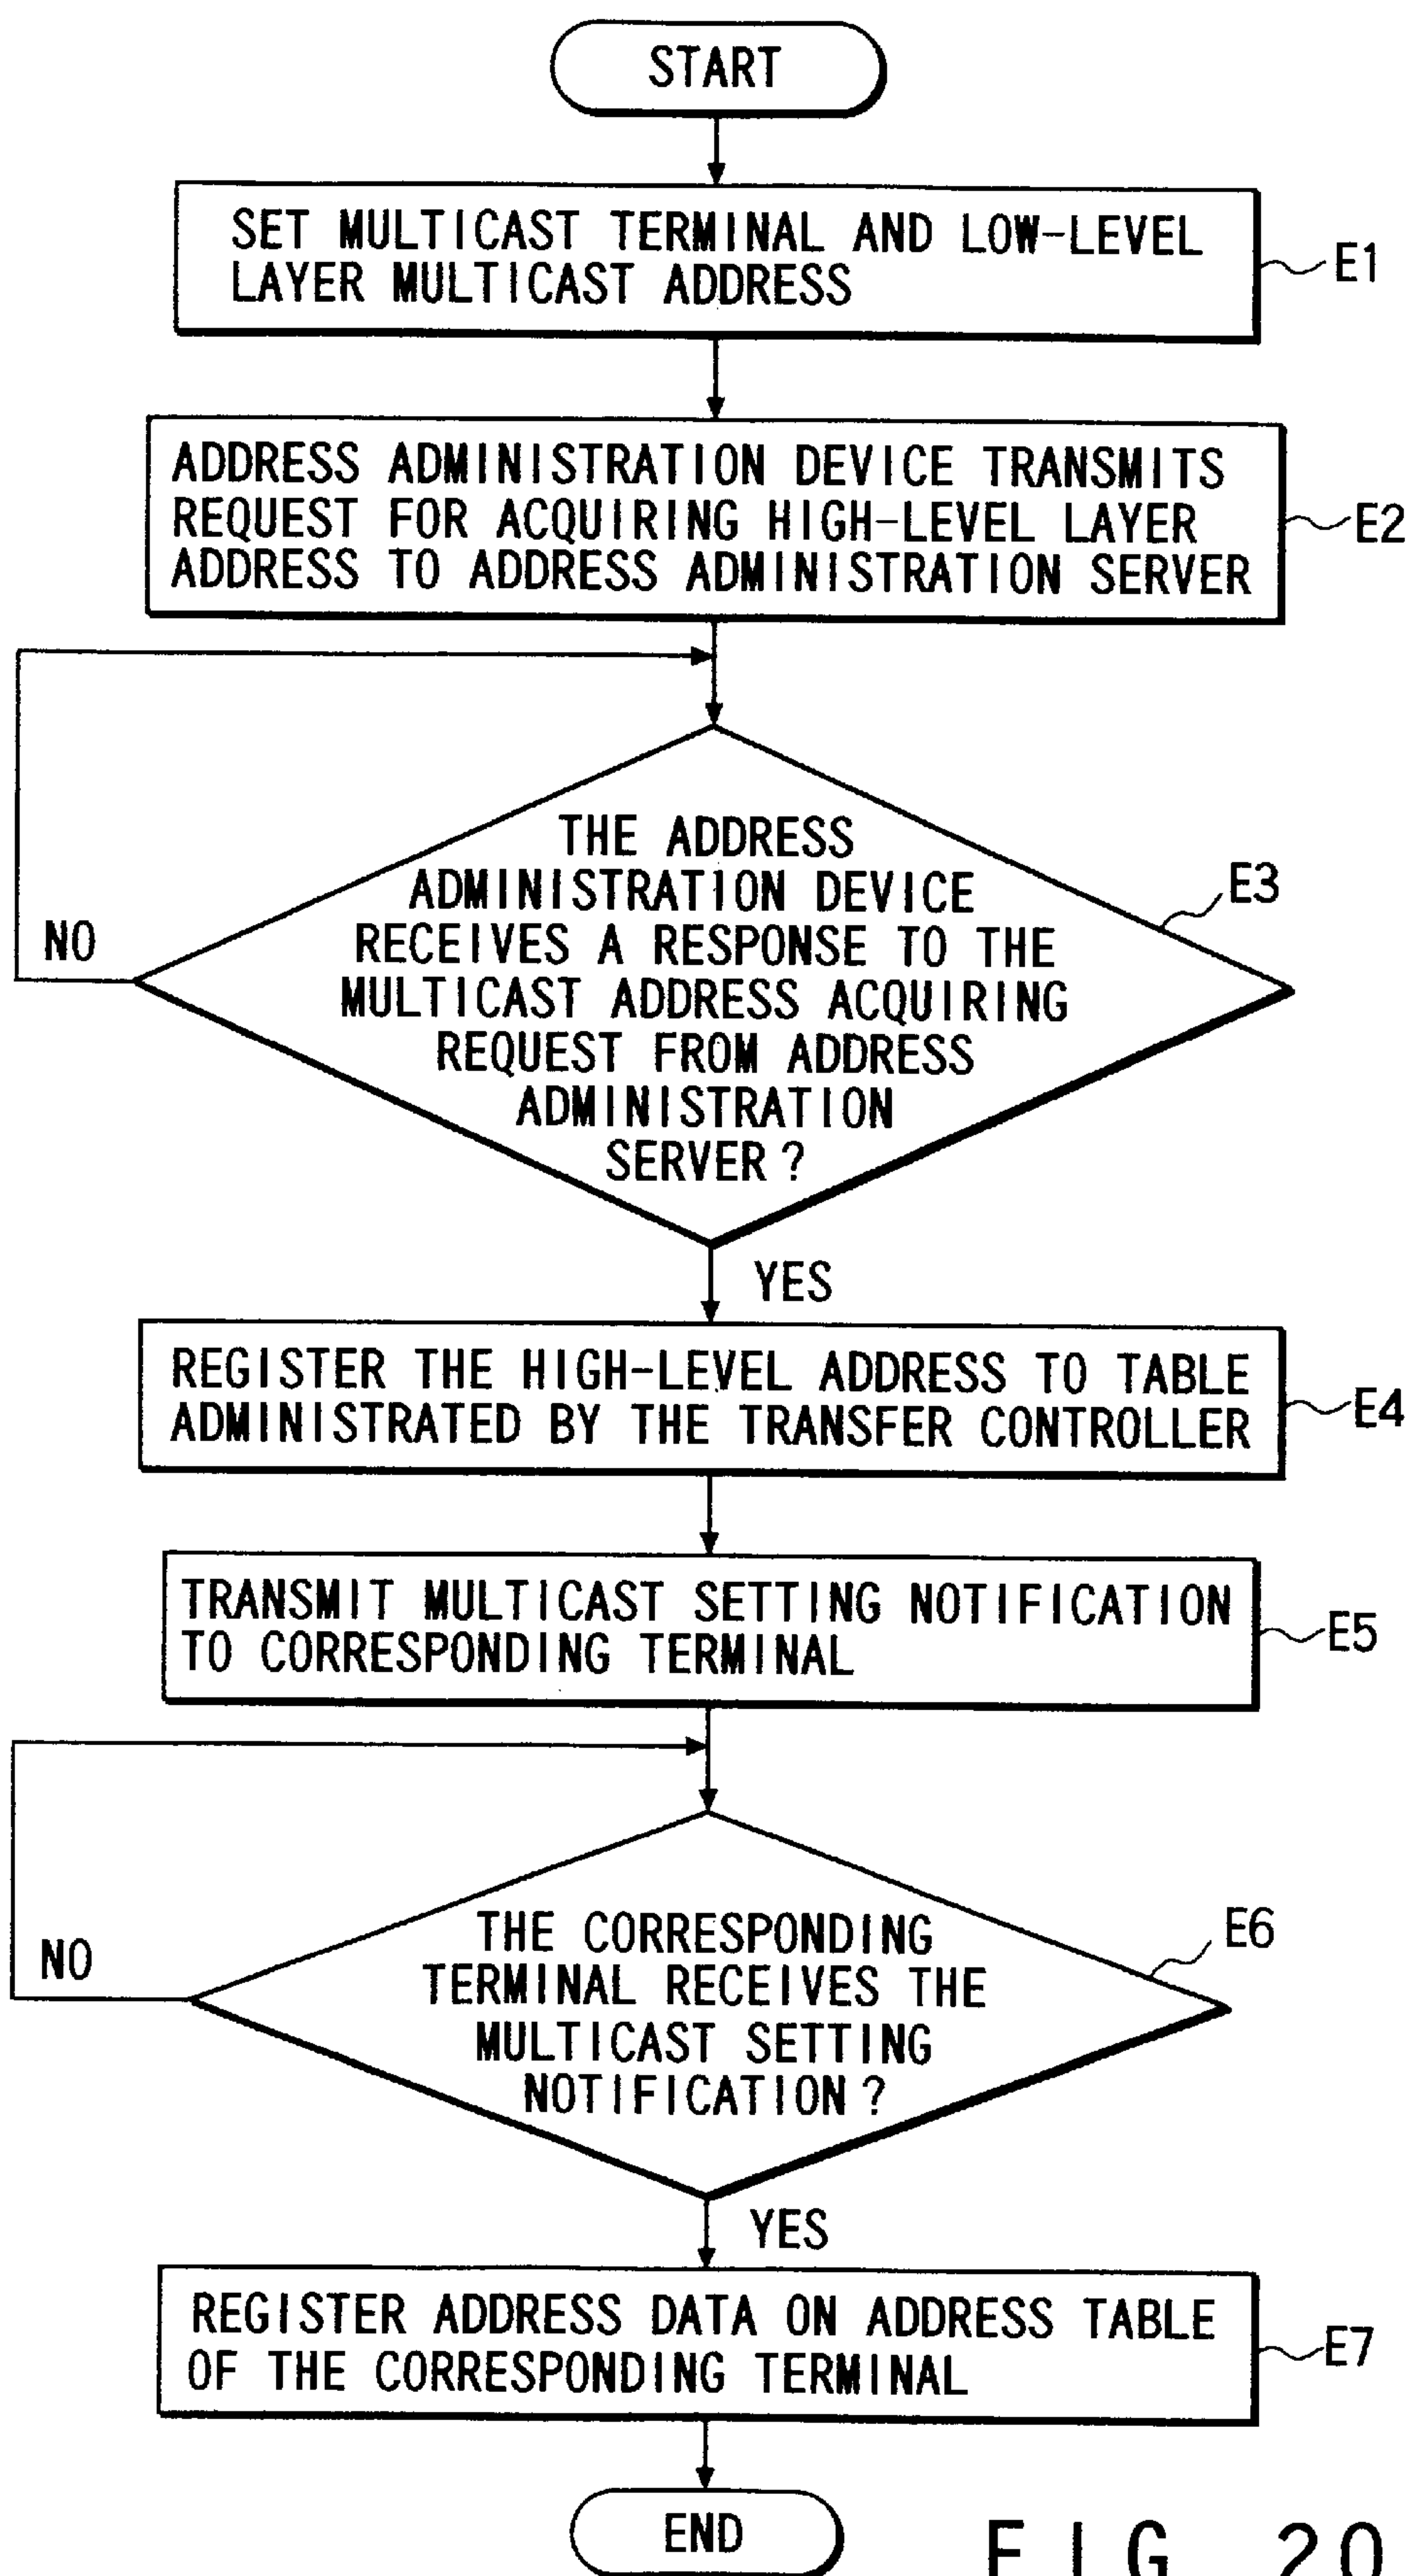 START
SET MULTICAST TERMINAL AND LOW-LEVEL
LAYER MULTICAST ADDRESS
E1
ADDRESS ADMINISTRATION DEVICE TRANSMITS
REQUEST FOR ACQUIRING HIGH-LEVEL LAYER
ADDRESS TO ADDRESS ADMINISTRATION SERVER
E2
THE ADDRESS
ADMINISTRATION DEVICE
RECEIVES A RESPONSE TO THE
MULTICAST ADDRESS ACQUIRING
REQUEST FROM ADDRESS
ADMINISTRATION
SERVER?
E3
NO
YES
REGISTER THE HIGH-LEVEL ADDRESS TO TABLE
ADMINISTRATED BY THE TRANSFER CONTROLLER
E4
TRANSMIT MULTICAST SETTING NOTIFICATION
TO CORRESPONDING TERMINAL
E5
THE CORRESPONDING
TERMINAL RECEIVES THE
MULTICAST SETTING
NOTIFICATION?
E6
NO
YES
REGISTER ADDRESS DATA ON ADDRESS TABLE
OF THE CORRESPONDING TERMINAL
E7
END
FIG 20